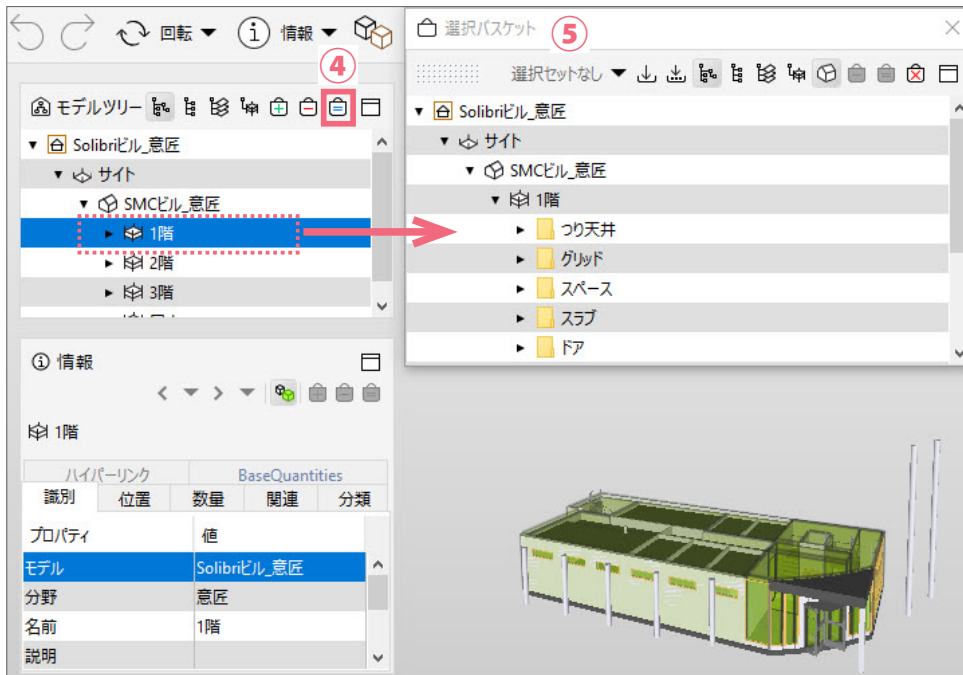 回転 ▼ 情報 ▼
④
モデルツリー
Solibriビル_意匠
サイト
SMCビル_意匠
1階
2階
3階
選択バスケット ⑤
選択セットなし ▼
Solibriビル_意匠
サイト
SMCビル_意匠
1階
つり天井
グリッド
スペース
スラブ
ドア
情報
1階
ハイパーリンク BaseQuantities
識別 位置 数量 関連 分類
プロパティ 値
モデル Solibriビル_意匠
分野 意匠
名前 1階
説明